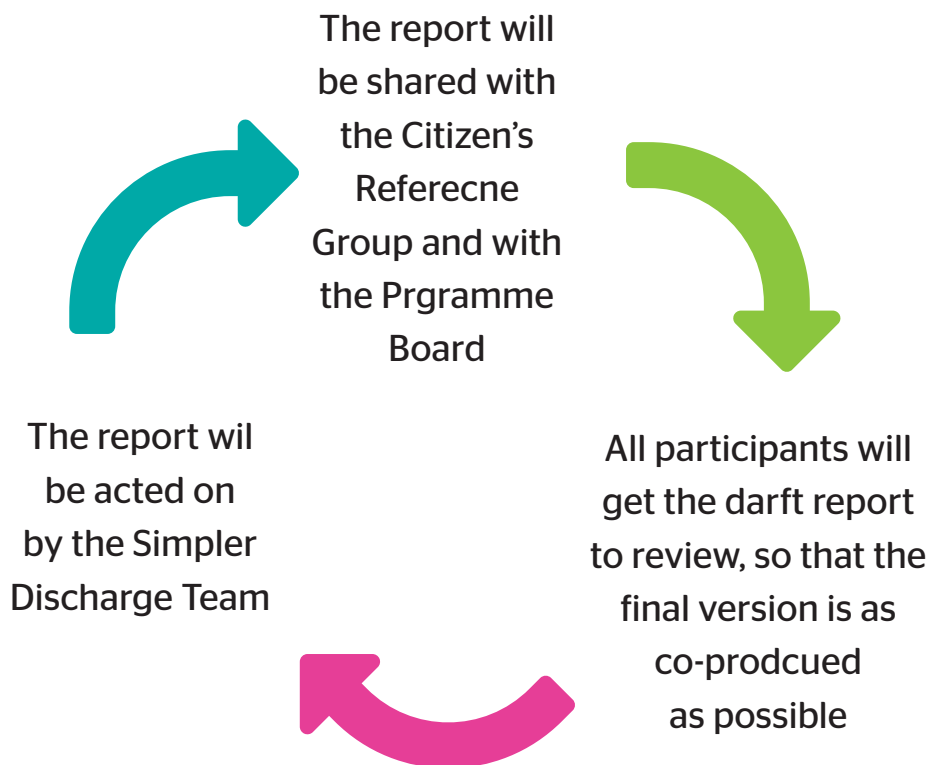 The report will
be shared with
the Citizen’s
Referecne
Group and with
the Prgramme
Board
All participants will
get the darft report
to review, so that the
final version is as
co-prodcued
as possible
The report wil
be acted on
by the Simpler
Discharge Team